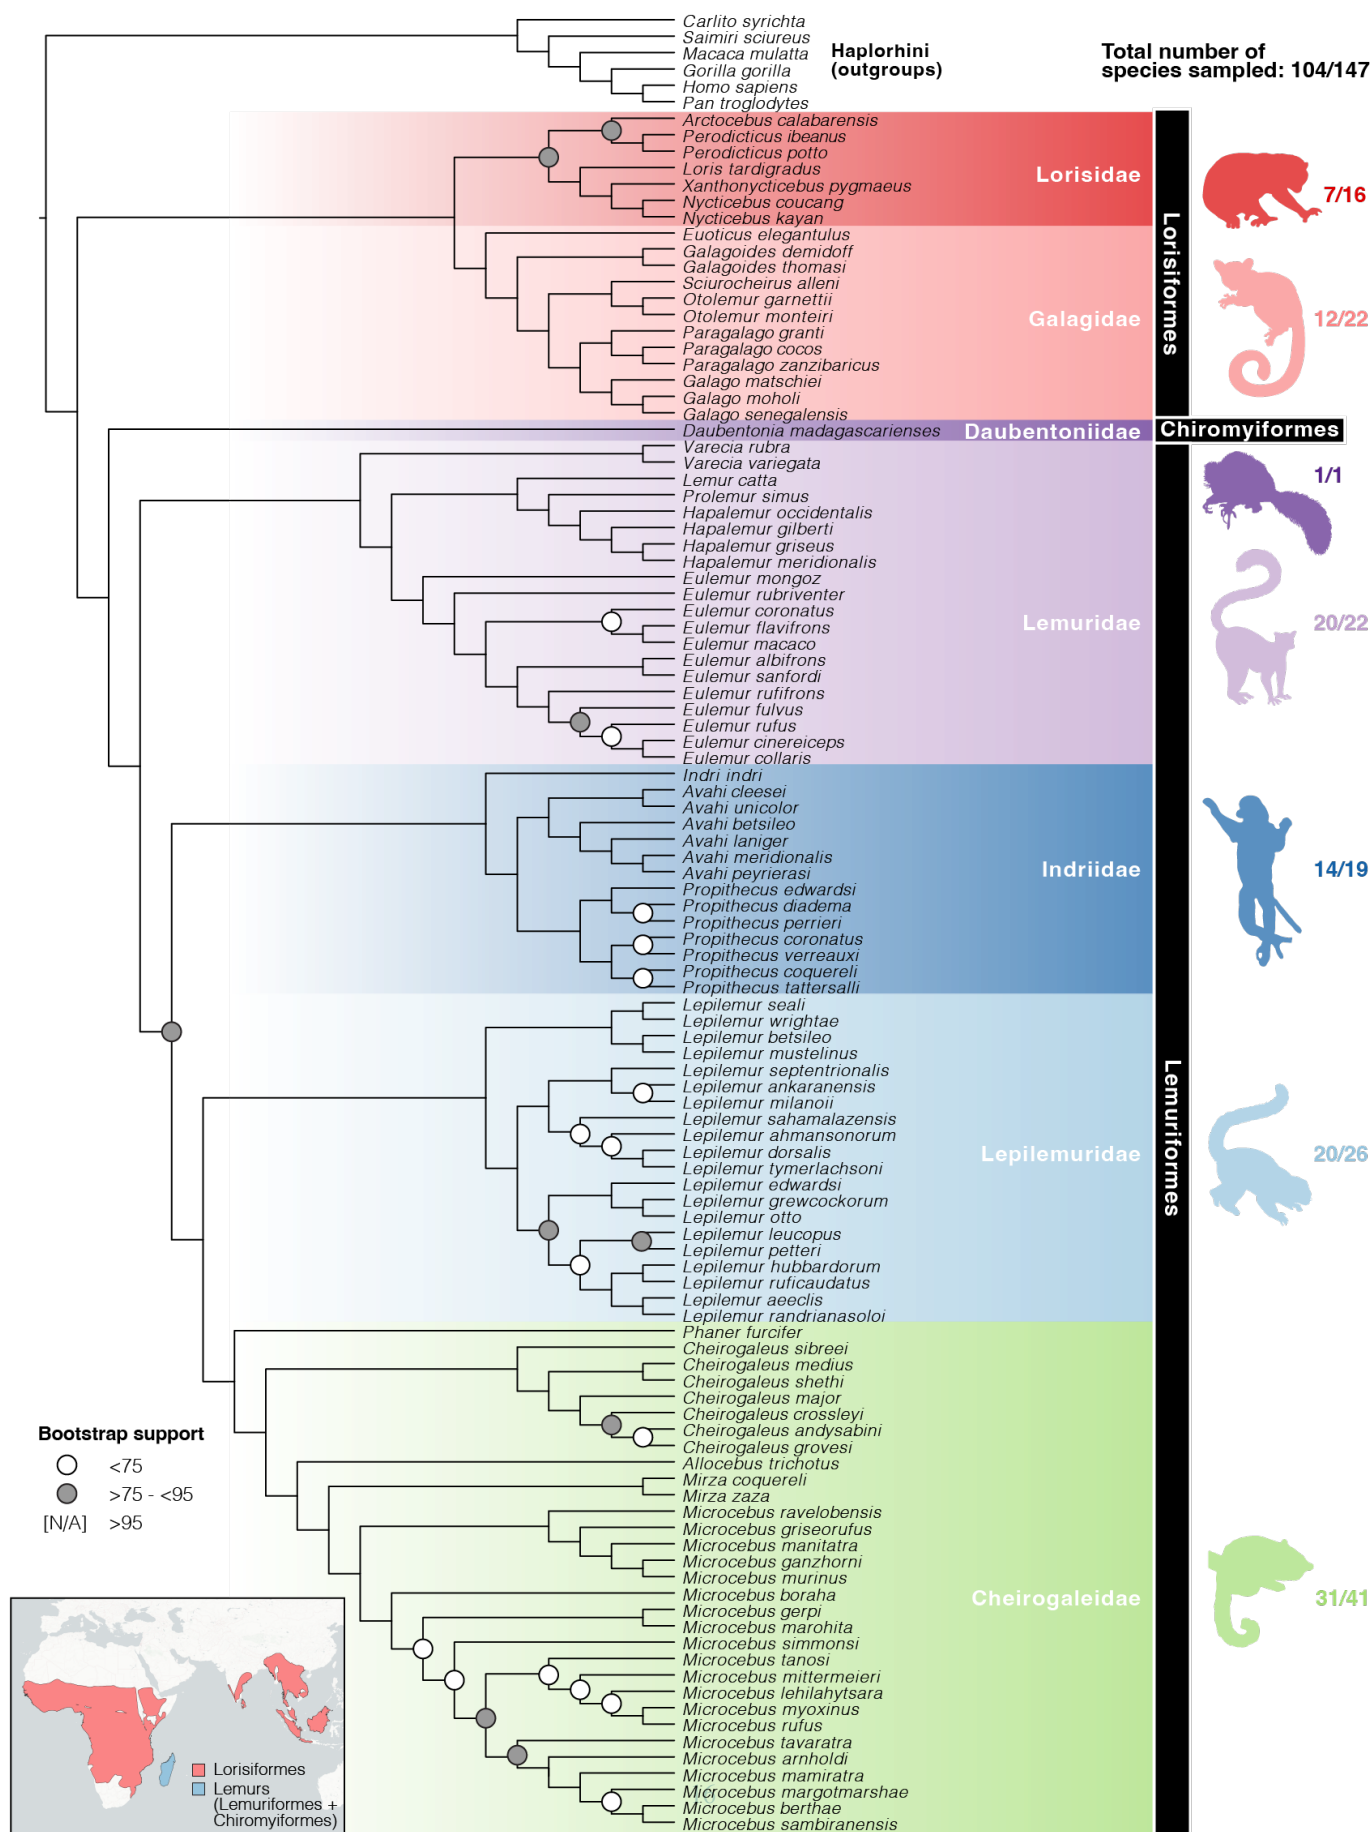 Carlito syrichta
Saimiri sciureus
Macaca mulatta
Gorilla gorilla
Homo sapiens
Pan troglodytes
Haplorhini
(outgroups)
Total number of
species sampled: 104/147
Arctocebus calabarensis
Perodicticus ibeanus
Perodicticus potto
Loris tardigradus
Xanthonycticebus pygmaeus
Nycticebus coucang
Nycticebus kayan
Lorisidae
7/16
Lorisiformes
Euoticus elegantulus
Galagoides demidoff
Galagoides thomasi
Sciurocheirus alleni
Otolemur garnettii
Otolemur monteiri
Paragalago granti
Paragalago cocos
Paragalago zanzibaricus
Galago matschiei
Galago moholi
Galago senegalensis
Galagidae
12/22
Daubentonia madagascarienses
Daubentoniidae
Chiromyiformes
1/1
Varecia rubra
Varecia variegata
Lemur catta
Prolemur simus
Hapalemur occidentalis
Hapalemur gilberti
Hapalemur griseus
Hapalemur meridionalis
Eulemur mongoz
Eulemur rubriventer
Eulemur coronatus
Eulemur flavifrons
Eulemur macaco
Eulemur albifrons
Eulemur sanfordi
Eulemur rufifrons
Eulemur fulvus
Eulemur rufus
Eulemur cinereiceps
Eulemur collaris
Lemuridae
20/22
Indri indri
Avahi cleesei
Avahi unicolor
Avahi betsileo
Avahi laniger
Avahi meridionalis
Avahi peyrierasi
Propithecus edwardsi
Propithecus diadema
Propithecus perrieri
Propithecus coronatus
Propithecus verreauxi
Propithecus coquereli
Propithecus tattersalli
Indriidae
14/19
Lemuriformes
Lepilemur seali
Lepilemur wrightae
Lepilemur betsileo
Lepilemur mustelinus
Lepilemur septentrionalis
Lepilemur ankaranensis
Lepilemur milanoii
Lepilemur sahamalazensis
Lepilemur ahmansonorum
Lepilemur dorsalis
Lepilemur tymerlachsoni
Lepilemur edwardsi
Lepilemur grewcockorum
Lepilemur otto
Lepilemur leucopus
Lepilemur petteri
Lepilemur hubbardorum
Lepilemur ruficaudatus
Lepilemur aeeclis
Lepilemur randrianasoloi
Lepilemuridae
20/26
Phaner furcifer
Cheirogaleus sibreei
Cheirogaleus medius
Cheirogaleus shethi
Cheirogaleus major
Cheirogaleus crossleyi
Cheirogaleus andysabini
Cheirogaleus grovesi
Allocebus trichotus
Mirza coquereli
Mirza zaza
Microcebus ravelobensis
Microcebus griseorufus
Microcebus manitatra
Microcebus ganzhorni
Microcebus murinus
Microcebus boraha
Microcebus gerpi
Microcebus marohita
Microcebus simmonsi
Microcebus tanosi
Microcebus mittermeieri
Microcebus lehilahytsara
Microcebus myoxinus
Microcebus rufus
Microcebus tavaratra
Microcebus arnholdi
Microcebus mamiratra
Microcebus margotmarshae
Microcebus berthae
Microcebus sambiranensis
Cheirogaleidae
31/41
Bootstrap support
<75
>75 - <95
[N/A] >95
Lorisiformes
Lemurs
(Lemuriformes +
Chiromyiformes)